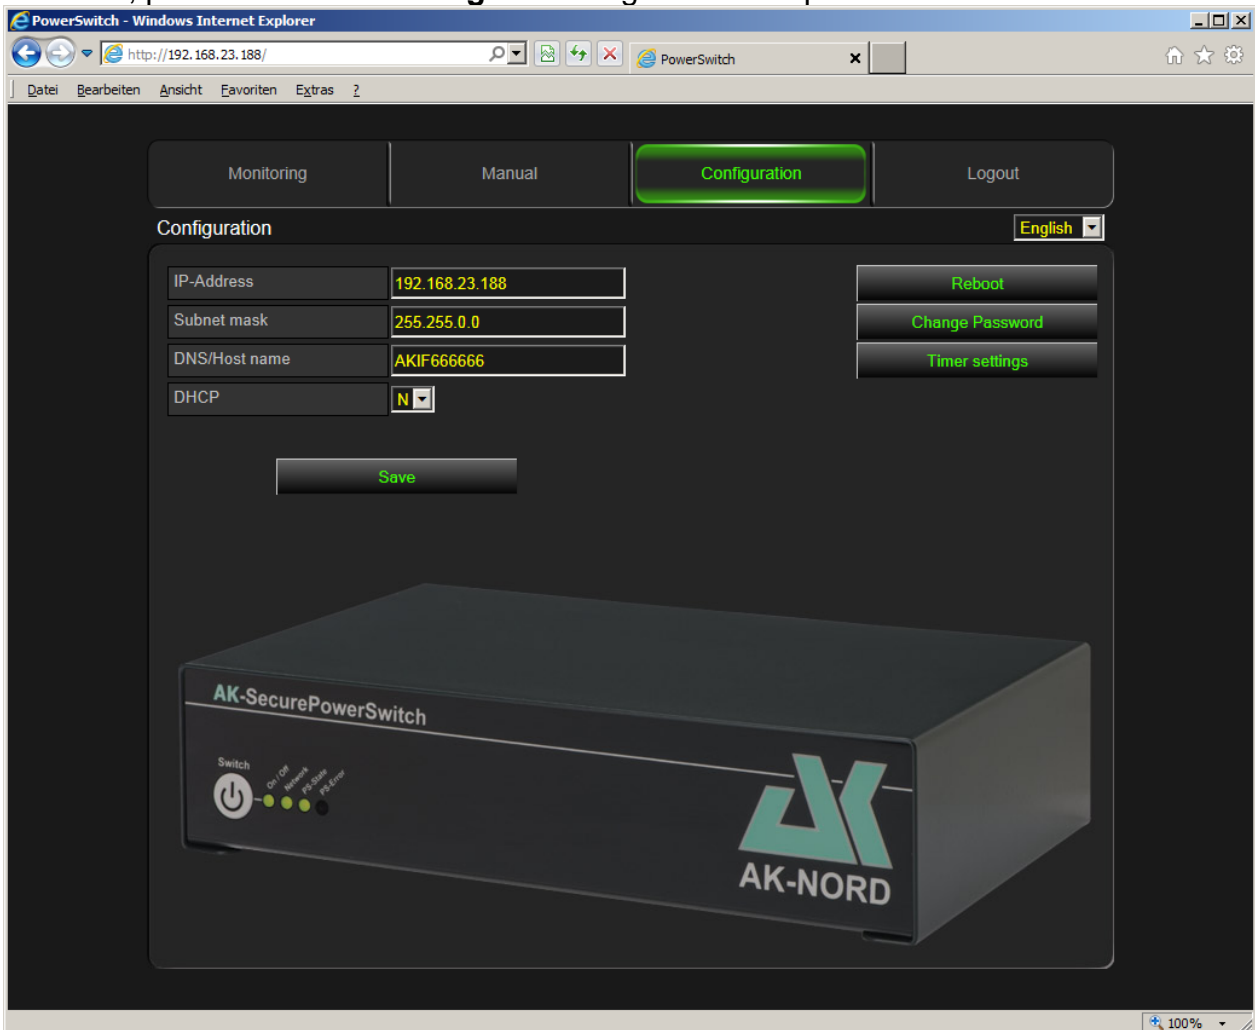 PowerSwitch - Windows Internet Explorer
http://192.168.23.188/
PowerSwitch
Datei Bearbeiten Ansicht Favoriten Extras ?
Monitoring Manual Configuration Logout
Configuration English
IP-Address 192.168.23.188 Reboot
Subnet mask 255.255.0.0 Change Password
DNS/Host name AKIF666666 Timer settings
DHCP N
Save
AK-SecurePowerSwitch
Switch On / Off Network PS-State PS-Error
AK-NORD
100%